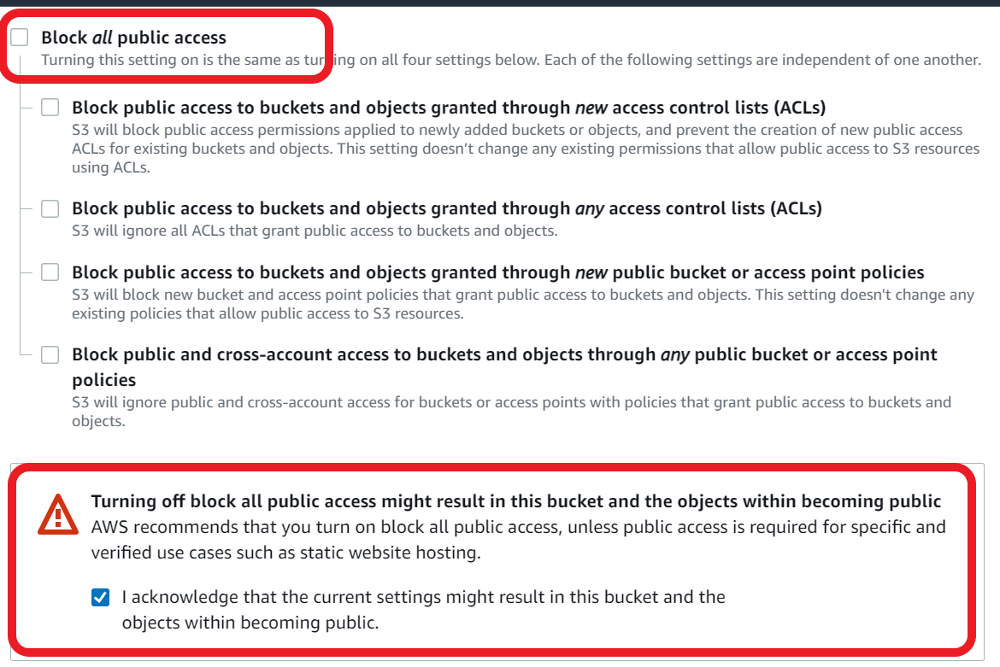 Block all public access
Turning this setting on is the same as turning on all four settings below. Each of the following settings are independent of one another.
Block public access to buckets and objects granted through new access control lists (ACLs)
S3 will block public access permissions applied to newly added buckets or objects, and prevent the creation of new public access
ACLs for existing buckets and objects. This setting doesn’t change any existing permissions that allow public access to S3 resources
using ACLs.
Block public access to buckets and objects granted through any access control lists (ACLs)
S3 will ignore all ACLs that grant public access to buckets and objects.
Block public access to buckets and objects granted through new public bucket or access point policies
S3 will block new bucket and access point policies that grant public access to buckets and objects. This setting doesn't change any
existing policies that allow public access to S3 resources.
Block public and cross-account access to buckets and objects through any public bucket or access point
policies
S3 will ignore public and cross-account access for buckets or access points with policies that grant public access to buckets and
objects.
Turning off block all public access might result in this bucket and the objects within becoming public
AWS recommends that you turn on block all public access, unless public access is required for specific and
verified use cases such as static website hosting.
I acknowledge that the current settings might result in this bucket and the
objects within becoming public.